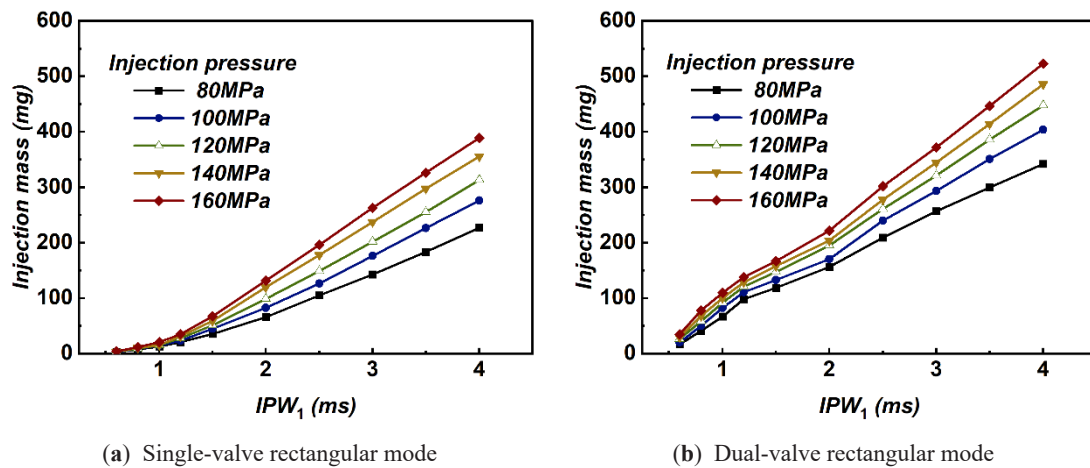 600
500
400
300
200
100
0
Injection mass (mg)
Injection pressure
80MPa
100MPa
120MPa
140MPa
160MPa
1
2
3
4
IPW1 (ms)
(a) Single-valve rectangular mode
600
500
400
300
200
100
0
Injection mass (mg)
Injection pressure
80MPa
100MPa
120MPa
140MPa
160MPa
1
2
3
4
IPW1 (ms)
(b) Dual-valve rectangular mode